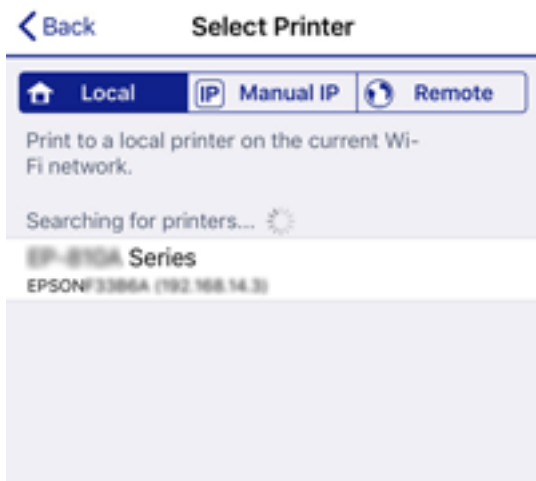 Back
Select Printer
Local
IP Manual IP
Remote
Print to a local printer on the current Wi-
Fi network.
Searching for printers...
Series
EPSON